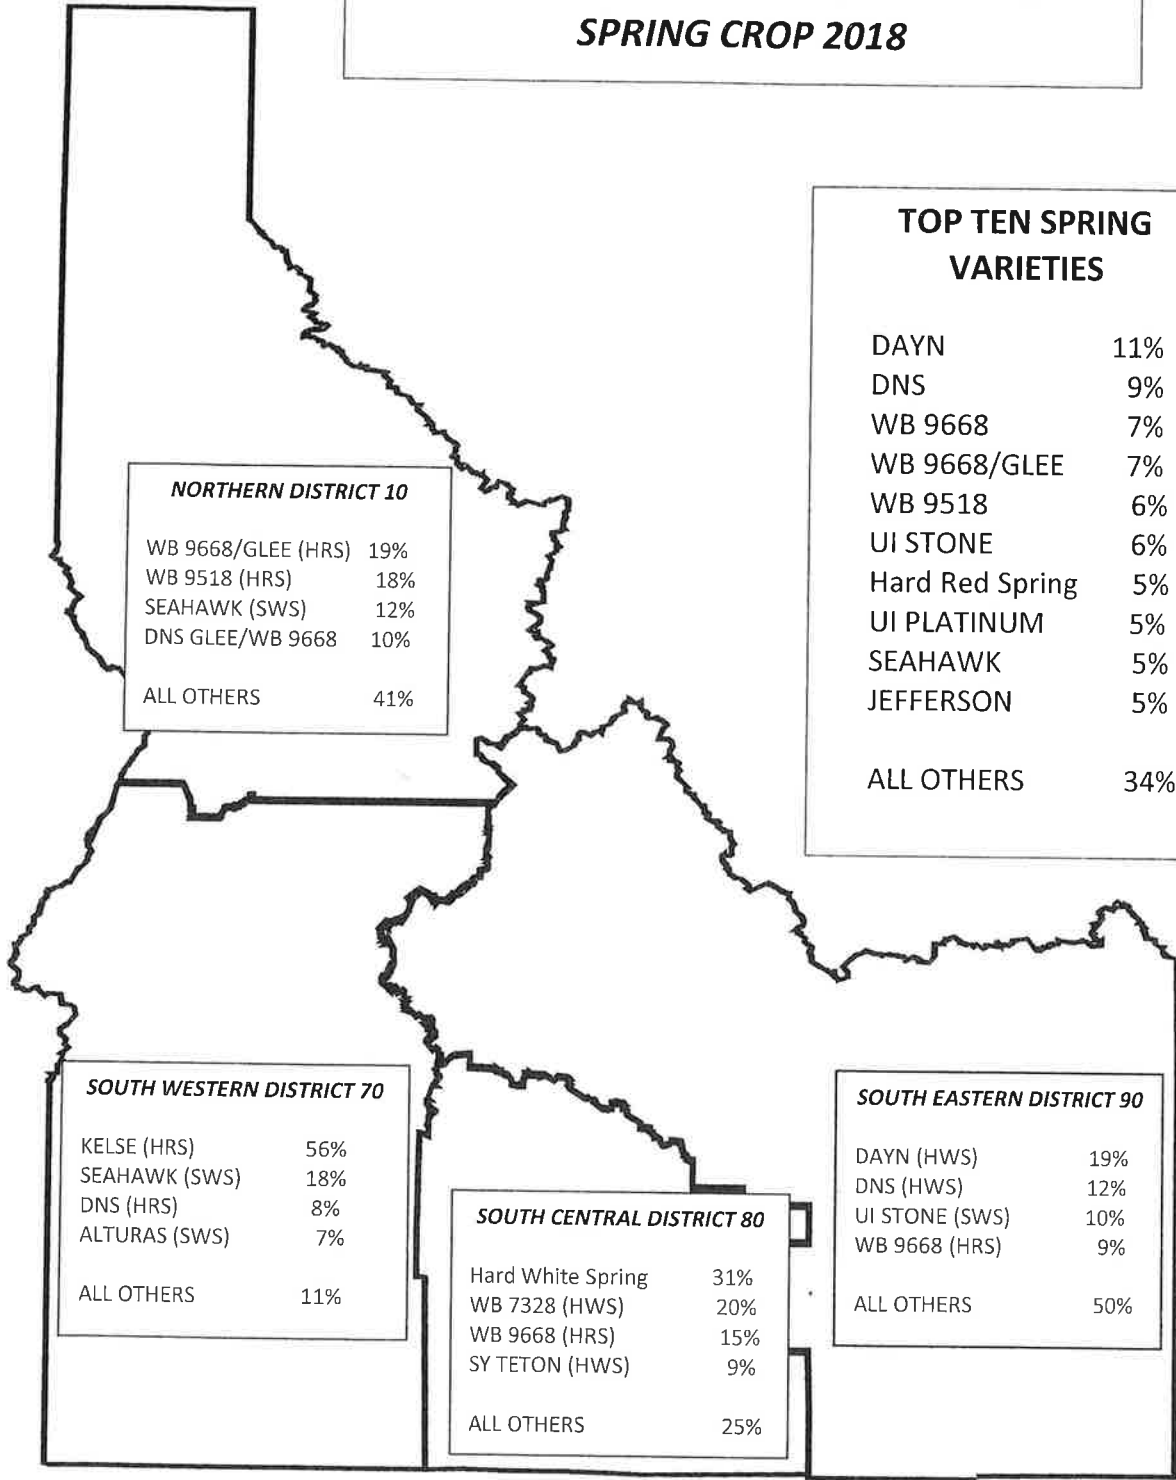 SPRING CROP 2018
TOP TEN SPRING
VARIETIES
DAYN 11%
DNS 9%
WB 9668 7%
WB 9668/GLEE 7%
WB 9518 6%
UI STONE 6%
Hard Red Spring 5%
UI PLATINUM 5%
SEAHAWK 5%
JEFFERSON 5%
ALL OTHERS 34%
NORTHERN DISTRICT 10
WB 9668/GLEE (HRS) 19%
WB 9518 (HRS) 18%
SEAHAWK (SWS) 12%
DNS GLEE/WB 9668 10%
ALL OTHERS 41%
SOUTH WESTERN DISTRICT 70
KELSE (HRS) 56%
SEAHAWK (SWS) 18%
DNS (HRS) 8%
ALTURAS (SWS) 7%
ALL OTHERS 11%
SOUTH CENTRAL DISTRICT 80
Hard White Spring 31%
WB 7328 (HWS) 20%
WB 9668 (HRS) 15%
SY TETON (HWS) 9%
ALL OTHERS 25%
SOUTH EASTERN DISTRICT 90
DAYN (HWS) 19%
DNS (HWS) 12%
UI STONE (SWS) 10%
WB 9668 (HRS) 9%
ALL OTHERS 50%